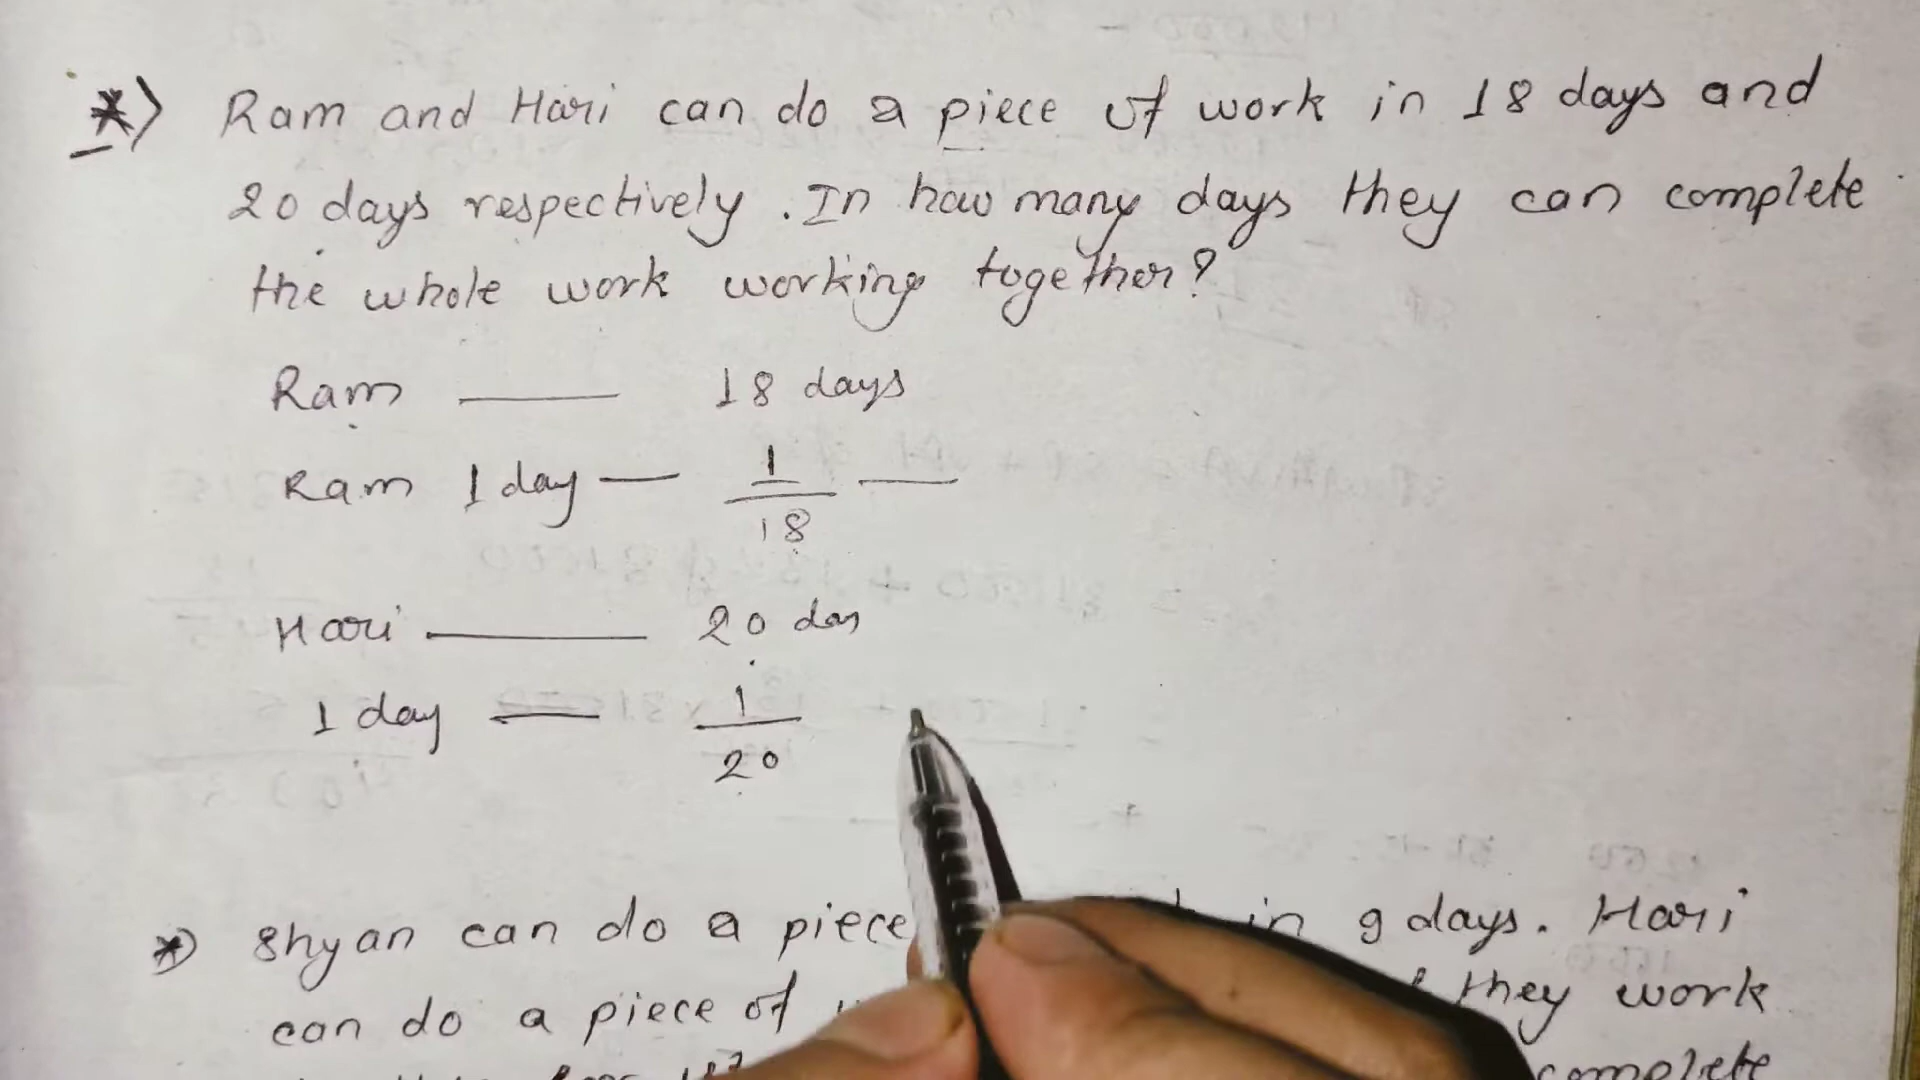 *) Ram and Hari can do a piece of work in 18 days and
20 days respectively. In how many days they can complete
the whole work working together?
Ram — 18 days
Ram 1 day — 1/18 —
Hari — 20 days
1 day — 1/20
*) Shyan can do a piece in 9 days. Hari
can do a piece of they work
complete